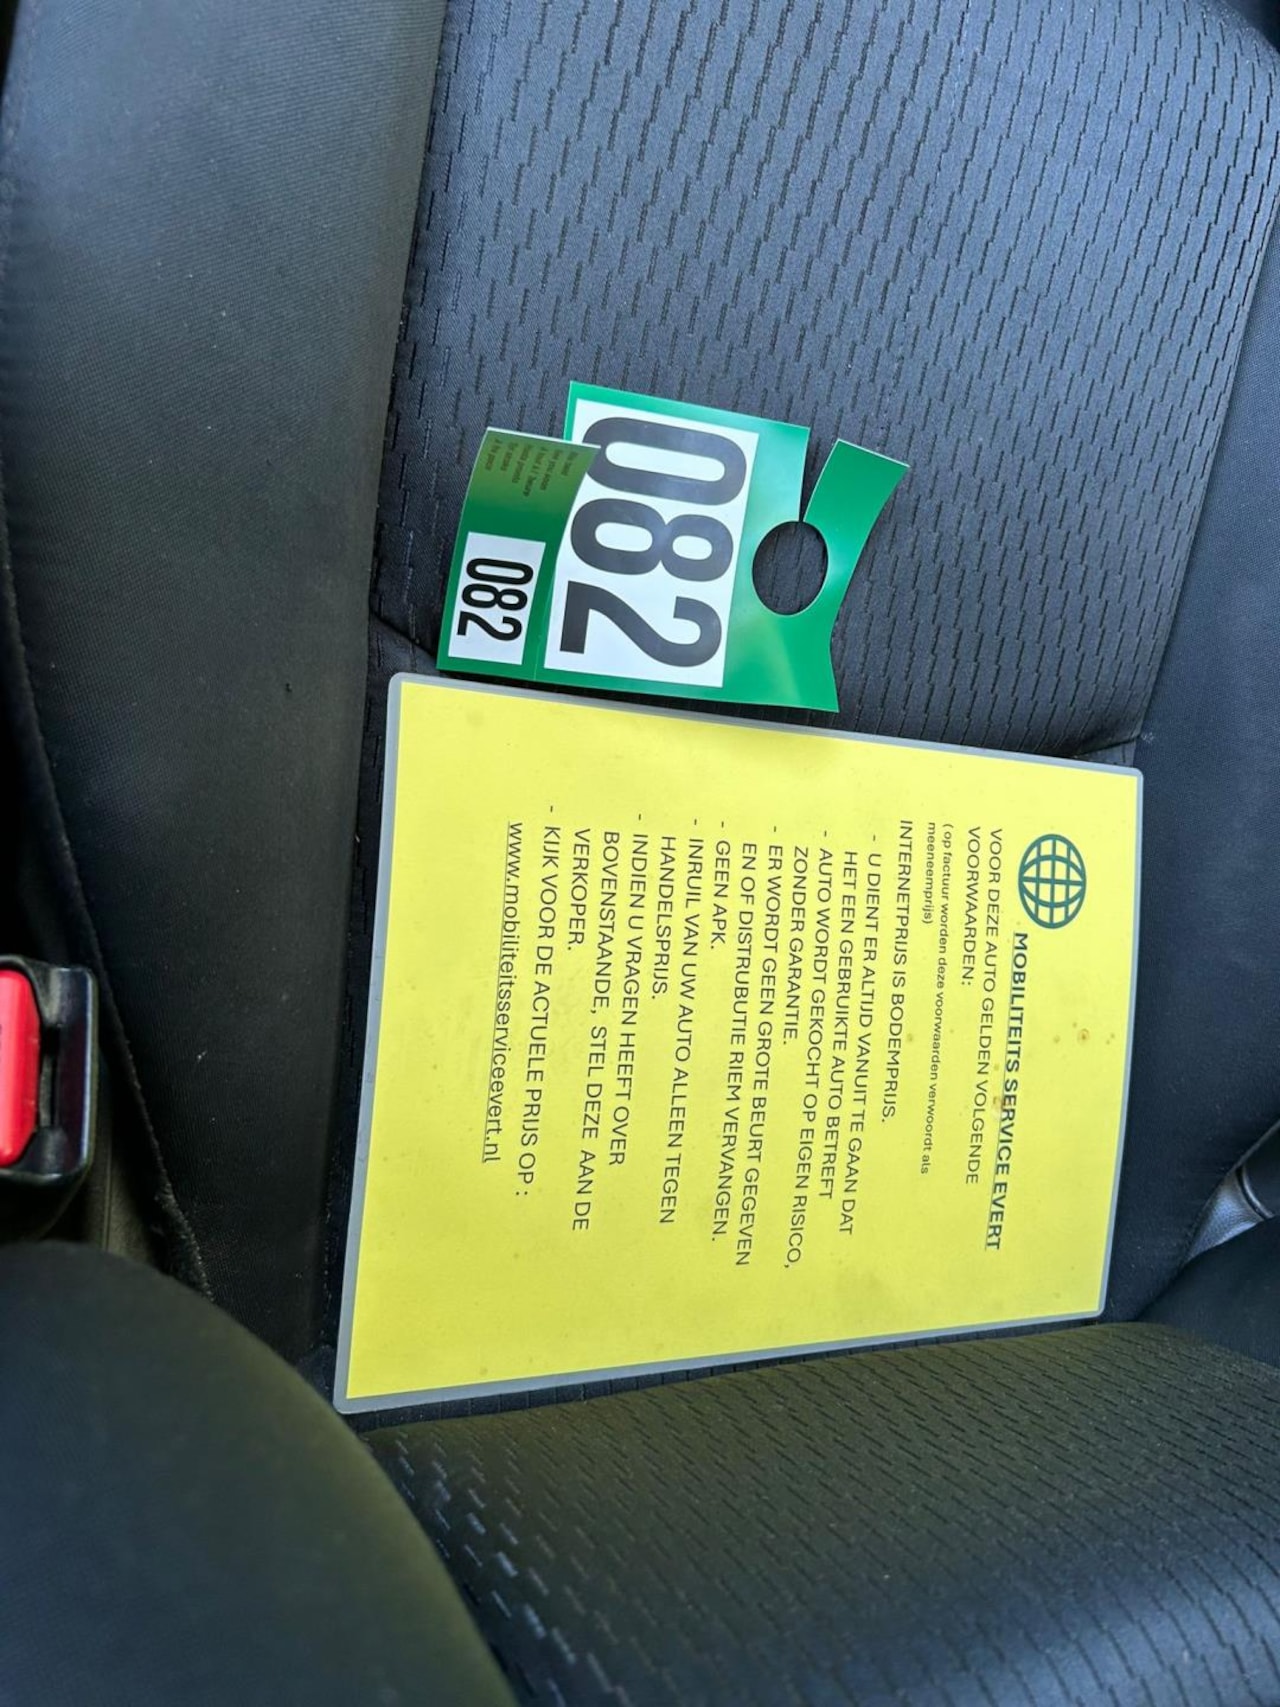 082
082
MOBILITEITS SERVICE EVERT
VOOR DEZE AUTO GELDEN VOLGENDE
VOORWAARDEN:
( op factuur worden deze voorwaarden verwoordt als
meeneemprijs)
INTERNETPRIJS IS BODEMPRIJS.
- U DIENT ER ALTIJD VANUIT TE GAAN DAT
HET EEN GEBRUIKTE AUTO BETREFT
- AUTO WORDT GEKOCHT OP EIGEN RISICO,
ZONDER GARANTIE.
- ER WORDT GEEN GROTE BEURT GEGEVEN
EN OF DISTRUBUTIE RIEM VERVANGEN.
- GEEN APK.
- INRUIL VAN UW AUTO ALLEEN TEGEN
HANDELSPRIJS.
- INDIEN U VRAGEN HEEFT OVER
BOVENSTAANDE, STEL DEZE AAN DE
VERKOPER.
- KIJK VOOR DE ACTUELE PRIJS OP :
www.mobiliteitsserviceevert.nl